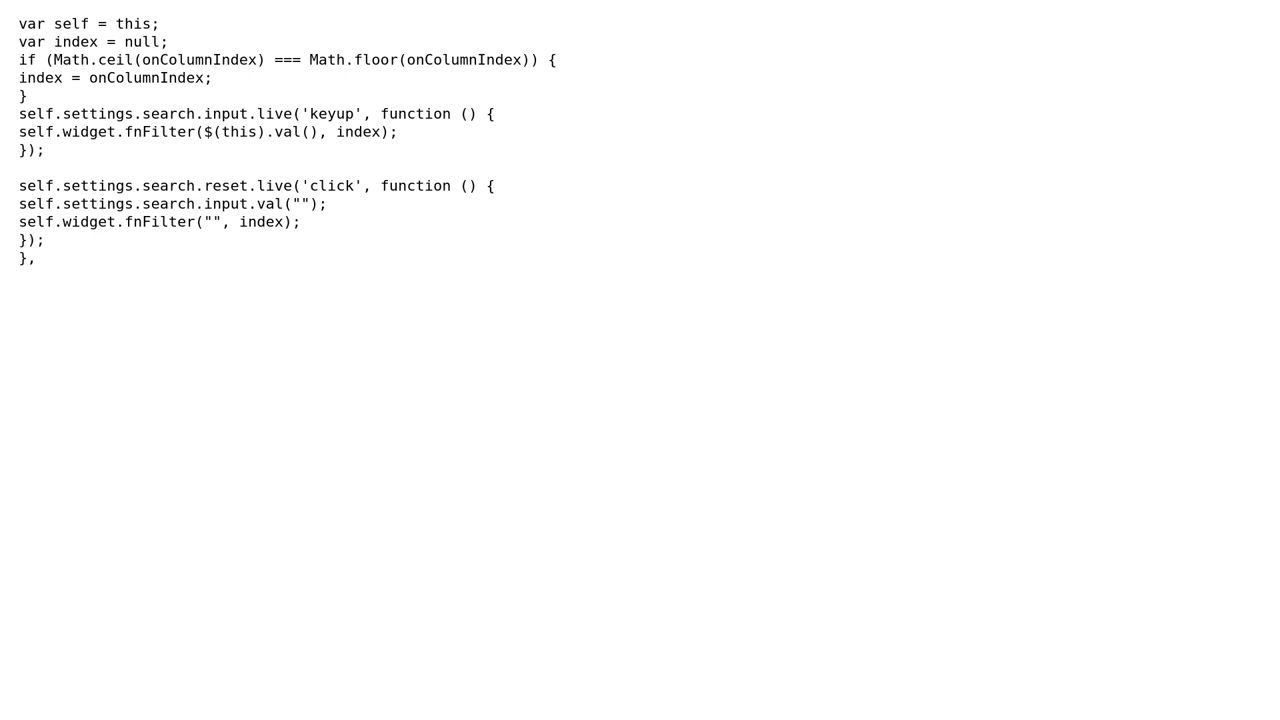 var self = this;
var index = null;
if (Math.ceil(onColumnIndex) === Math.floor(onColumnIndex)) {
index = onColumnIndex;
}
self.settings.search.input.live('keyup', function () {
self.widget.fnFilter($(this).val(), index);
});

self.settings.search.reset.live('click', function () {
self.settings.search.input.val("");
self.widget.fnFilter("", index);
});
},